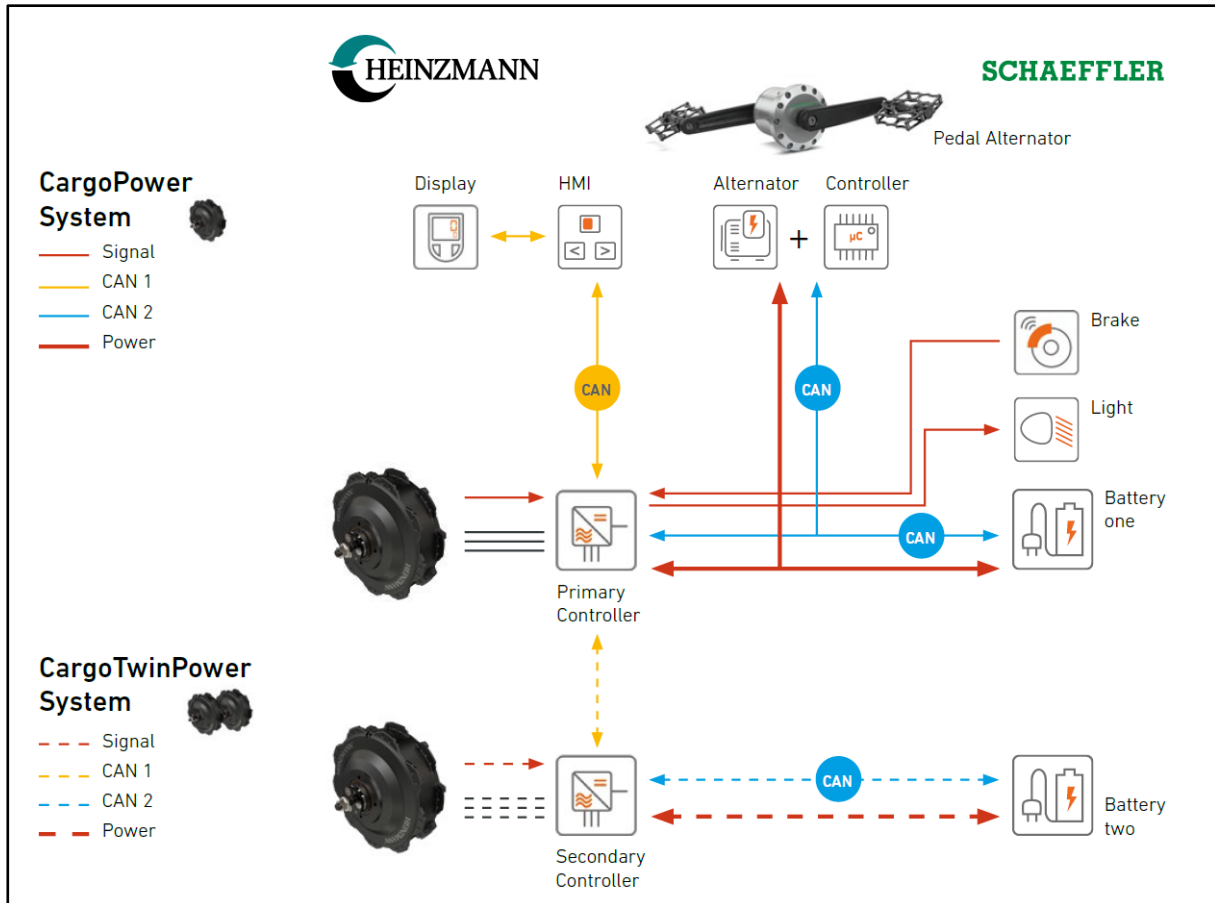 HEINZMANN
SCHAEFFLER
Pedal Alternator
CargoPower
System
Signal
CAN 1
CAN 2
Power
Display
HMI
Alternator
Controller
< >
+
µC
Brake
Light
CAN
CAN
CAN
Battery
one
Primary
Controller
CargoTwinPower
System
Signal
CAN 1
CAN 2
Power
CAN
Battery
two
Secondary
Controller